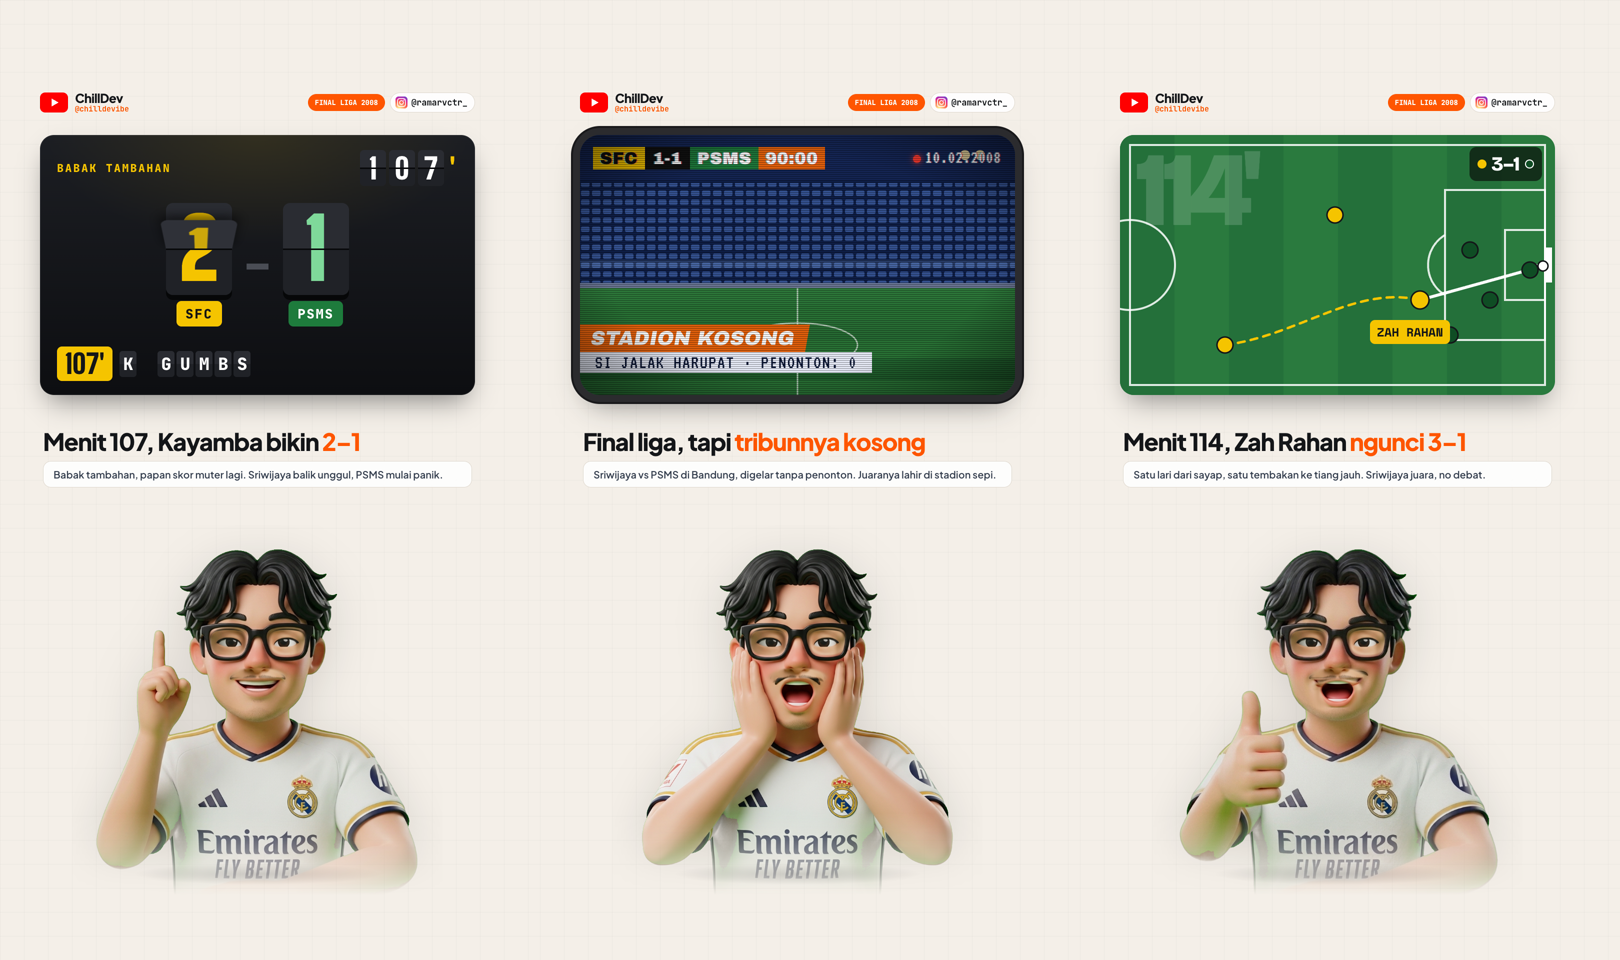 ChillDev
@chilldevibe
FINAL LIGA 2008
@ramarvctr_
BABAK TAMBAHAN
107'
2 – 1
SFC
PSMS
107'
K GUMBS
Menit 107, Kayamba bikin 2–1
Babak tambahan, papan skor muter lagi. Sriwijaya balik unggul, PSMS mulai panik.
Emirates
FLY BETTER
ChillDev
@chilldevibe
FINAL LIGA 2008
@ramarvctr_
SFC 1-1 PSMS 90:00
10.02.2008
STADION KOSONG
SI JALAK HARUPAT · PENONTON: 0
Final liga, tapi tribunnya kosong
Sriwijaya vs PSMS di Bandung, digelar tanpa penonton. Juaranya lahir di stadion sepi.
Emirates
FLY BETTER
ChillDev
@chilldevibe
FINAL LIGA 2008
@ramarvctr_
114'
3–1
ZAH RAHAN
Menit 114, Zah Rahan ngunci 3–1
Satu lari dari sayap, satu tembakan ke tiang jauh. Sriwijaya juara, no debat.
Emirates
FLY BETTER